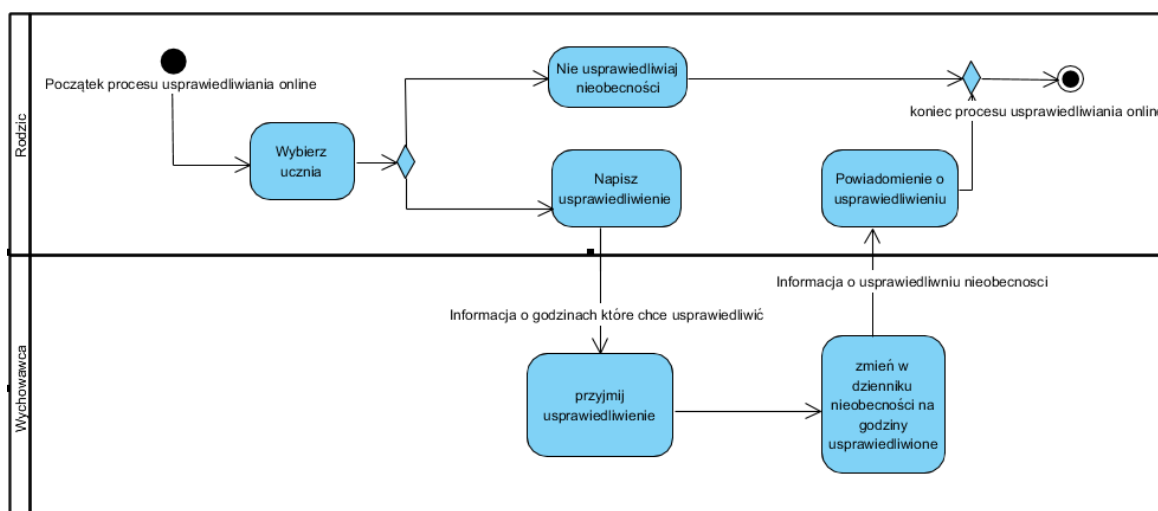 Rodzic
Początek procesu usprawiedliwiania online
Wybierz
ucznia
Nie usprawiedliwiaj
nieobecności
Napisz
usprawiedliwienie
Powiadomienie o
usprawiedliwieniu
koniec procesu usprawiedliwiania online
Wychowawca
Informacja o godzinach które chce usprawiedliwić
przyjmij
usprawiedliwienie
zmień w
dzienniku
nieobecności na
godziny
usprawiedliwione
Informacja o usprawiedliwniu nieobecnosci